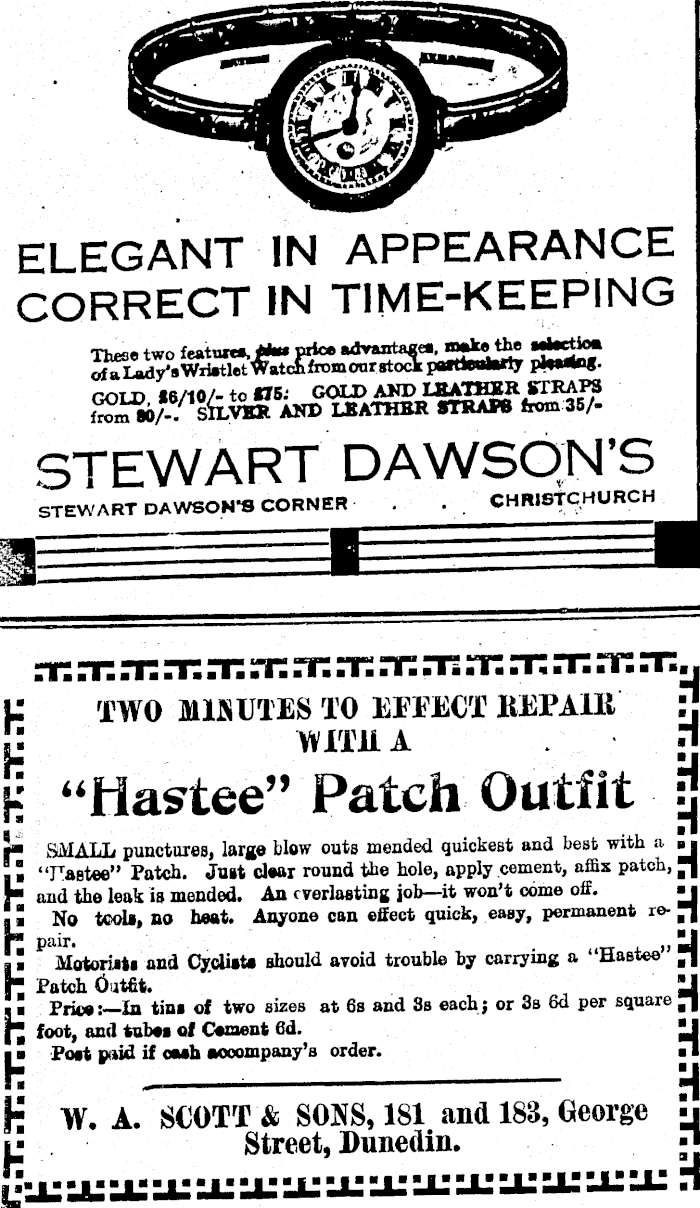 ELEGANT IN APPEARANCE
CORRECT IN TIME-KEEPING
These two features, plus price advantages, make the selection
of a Lady's Wristlet Watch from our stock particularly pleasing.
GOLD, £6/10/- to £75: GOLD AND LEATHER STRAPS
from 80/-. SILVER AND LEATHER STRAPS from 35/-
STEWART DAWSON'S
STEWART DAWSON'S CORNER . . CHRISTCHURCH
TWO MINUTES TO EFFECT REPAIR
WITH A
"Hastee" Patch Outfit
SMALL punctures, large blow outs mended quickest and best with a
"Hastee" Patch. Just clear round the hole, apply cement, affix patch,
and the leak is mended. An everlasting job—it won't come off.
No tools, no heat. Anyone can effect quick, easy, permanent re-
pair.
Motorists and Cyclists should avoid trouble by carrying a "Hastee"
Patch Outfit.
Price:—In tins of two sizes at 6s and 3s each; or 3s 6d per square
foot, and tubes of Cement 6d.
Post paid if cash accompany's order.
W. A. SCOTT & SONS, 181 and 183, George
Street, Dunedin.